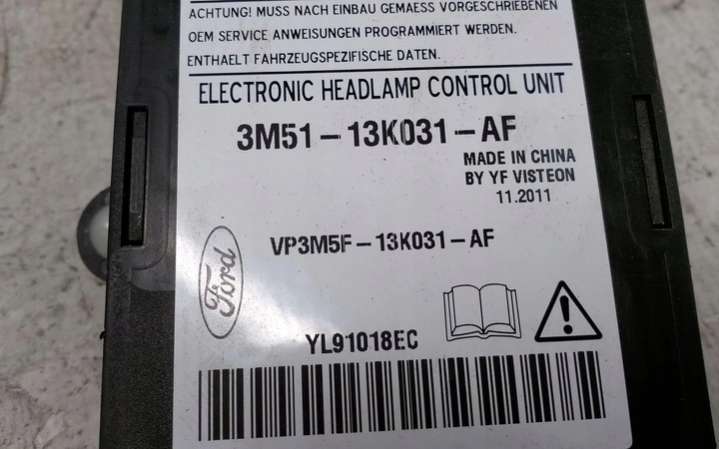 ACHTUNG! MUSS NACH EINBAU GEMAESS VORGESCHRIEBENEN
OEM SERVICE ANWEISUNGEN PROGRAMMIERT WERDEN.
ENTHAELT FAHRZEUGSPEZIFISCHE DATEN.
ELECTRONIC HEADLAMP CONTROL UNIT
3M51-13K031-AF
MADE IN CHINA
BY YF VISTEON
11.2011
VP3M5F-13K031-AF
Ford
YL91018EC